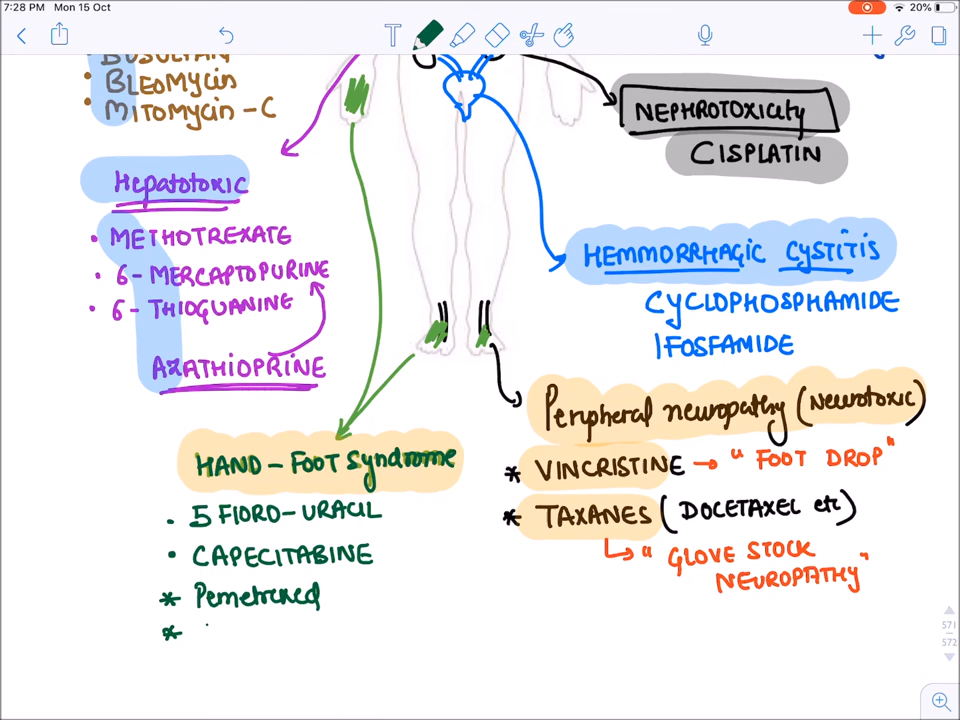 7:28 PM Mon 15 Oct
20%
T
BUSULFAN
• BLEOMYCIN
• MITOMYCIN - C
NEPHROTOXICITY
CISPLATIN
Hepatotoxic
• METHOTREXATE
• 6 - MERCAPTOPURINE
• 6 - THIOGUANINE
AZATHIOPRINE
HEMMORRHAGIC CYSTITIS
CYCLOPHOSPHAMIDE
IFOSFAMIDE
Peripheral neuropathy (Neurotoxic)
* VINCRISTINE → " FOOT DROP "
* TAXANES ( DOCETAXEL etc )
" GLOVE STOCK
NEUROPATHY "
HAND - FOOT Syndrome
• 5 FLORO - URACIL
• CAPECITABINE
* Pemetrexed
*
571
572